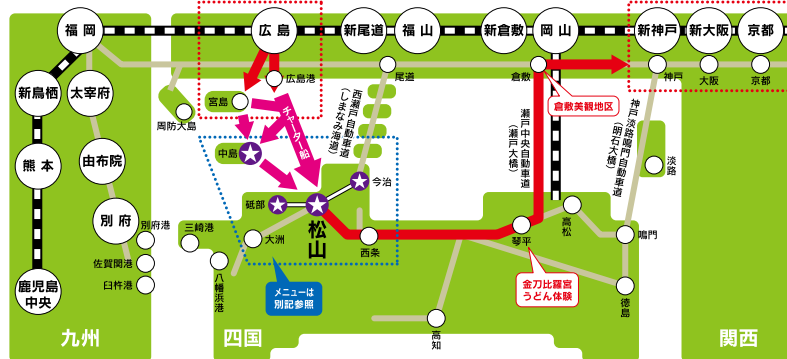 福岡
広島
新尾道
福山
新倉敷
岡山
新神戸
新大阪
京都
広島港
尾道
倉敷
神戸
大阪
京都
新鳥栖
太宰府
宮島
周防大島
チャーター船
西瀬戸自動車道
(しまなみ海道)
倉敷美観地区
瀬戸中央自動車道
(瀬戸大橋)
神戸淡路鳴門自動車道
(明石大橋)
淡路
熊本
由布院
中島
今治
砥部
松山
別府
別府港
三崎港
大洲
西条
琴平
高松
鳴門
佐賀関港
臼杵港
八幡浜港
メニューは
別記参照
金刀比羅宮
うどん体験
徳島
高知
鹿児島
中央
九州
四国
関西